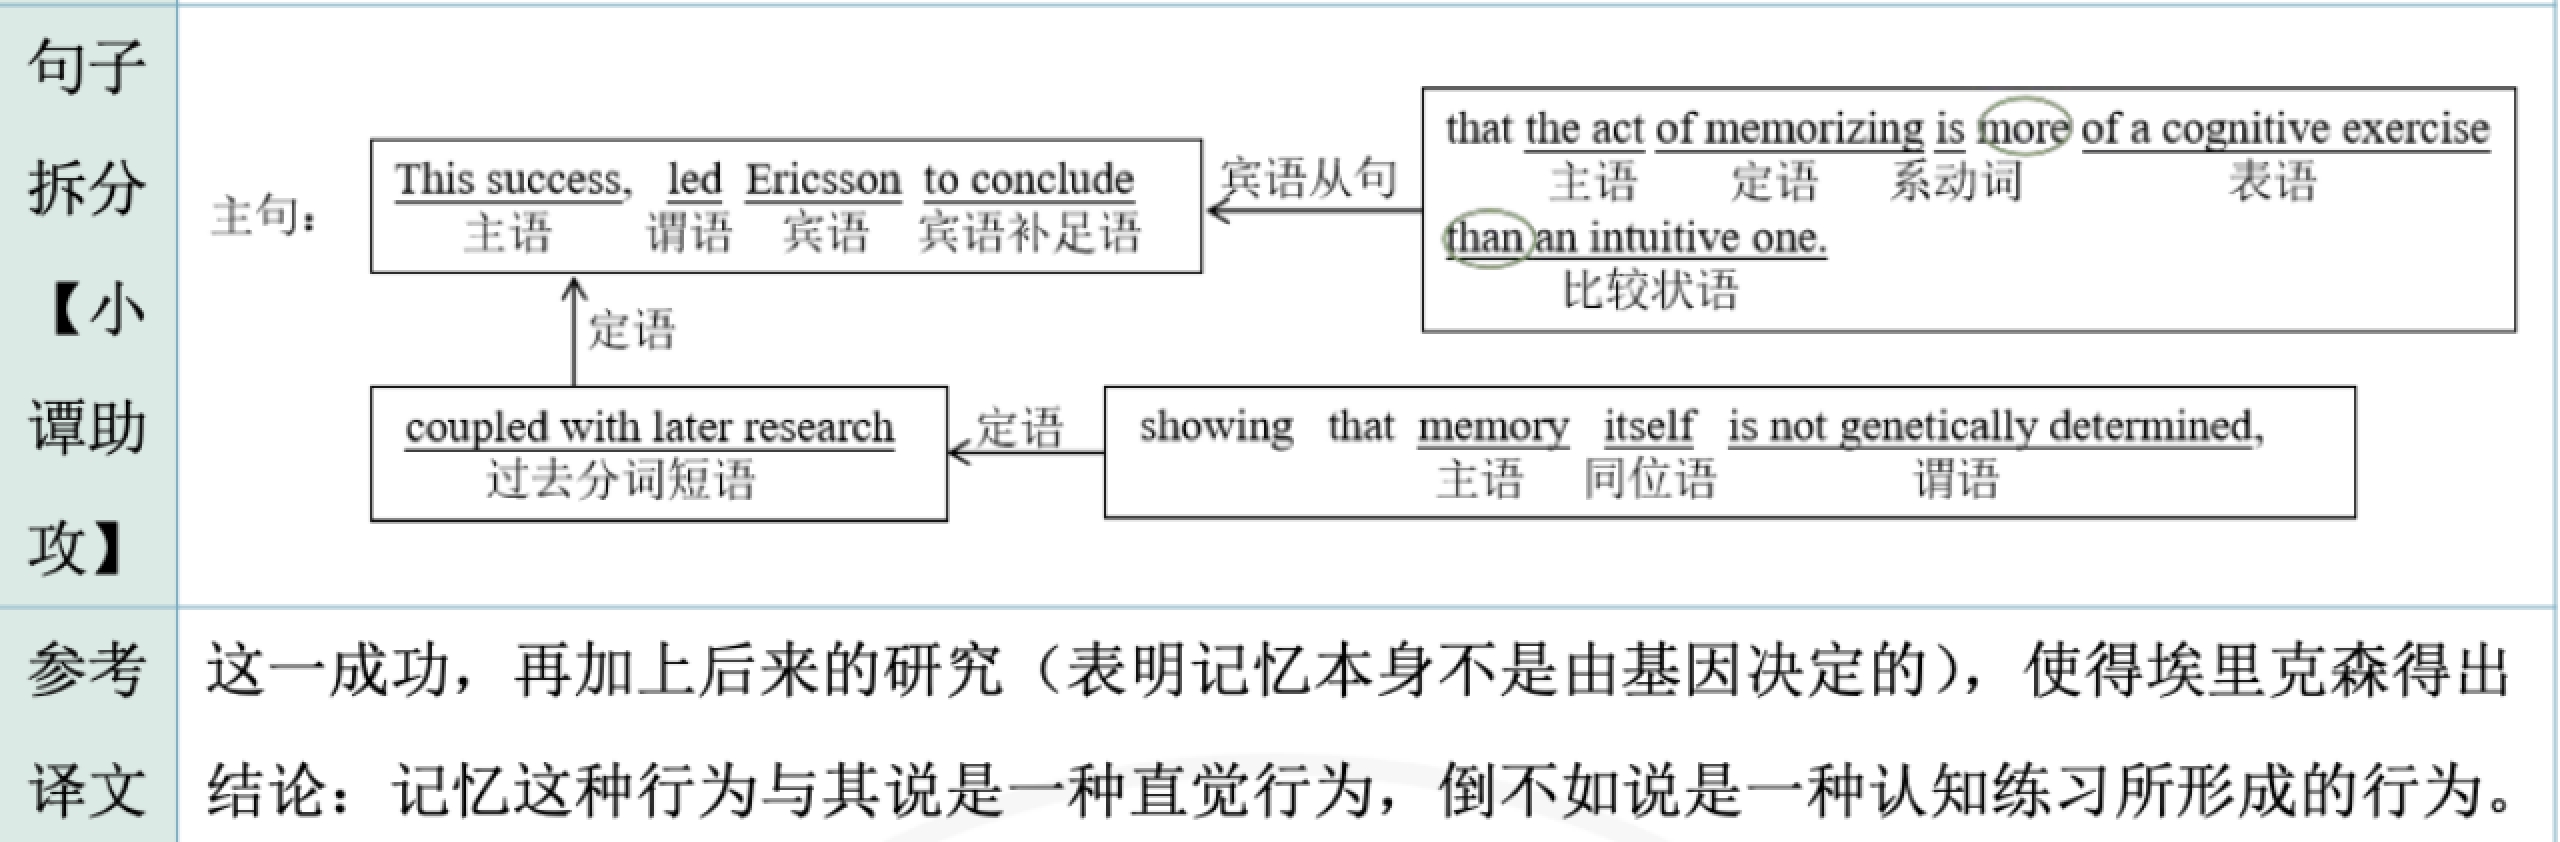 句子
拆分
【小
谭助
攻】
主句：
This success, led Ericsson to conclude
主语 谓语 宾语 宾语补足语
宾语从句
that the act of memorizing is more of a cognitive exercise
主语 定语 系动词 表语
than an intuitive one.
比较状语
定语
coupled with later research
过去分词短语
定语
showing that memory itself is not genetically determined,
主语 同位语 谓语
参考
译文
这一成功，再加上后来的研究（表明记忆本身不是由基因决定的），使得埃里克森得出
结论：记忆这种行为与其说是一种直觉行为，倒不如说是一种认知练习所形成的行为。